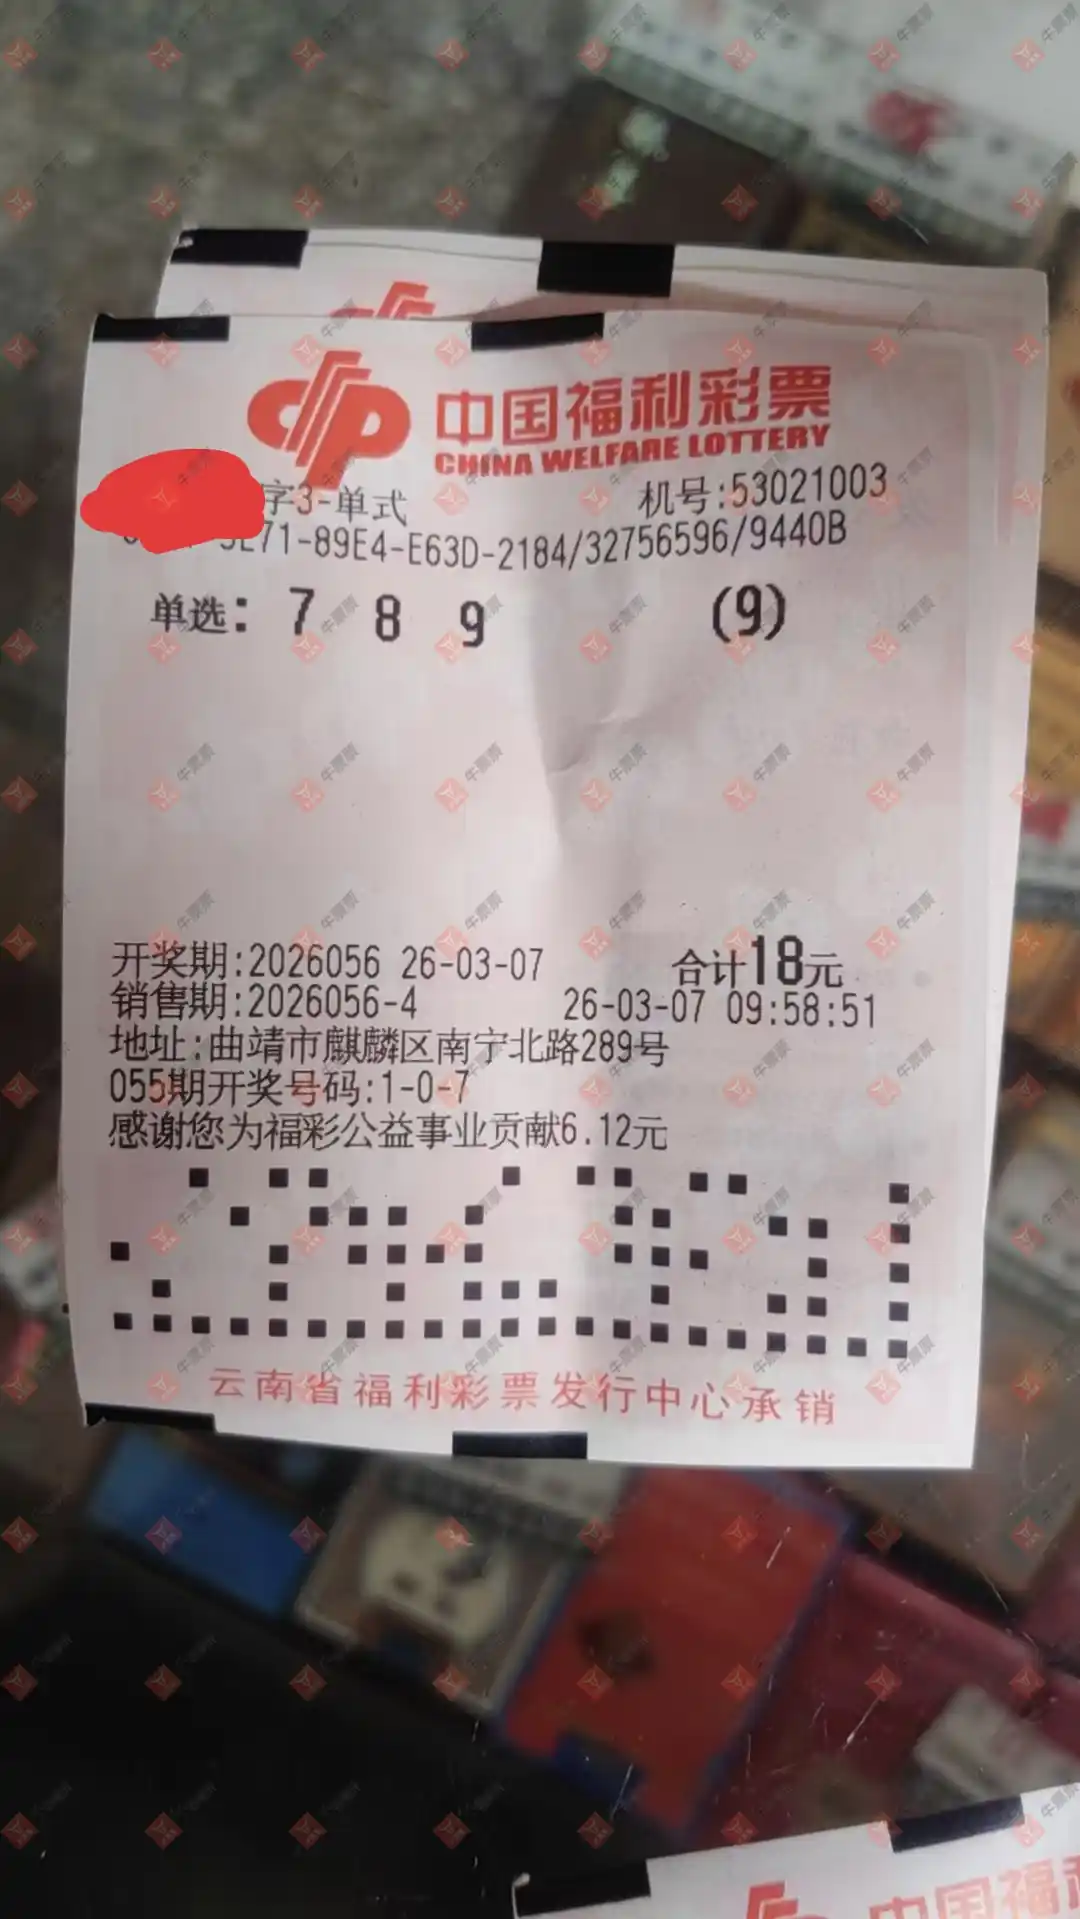 中国福利彩票
CHINA WELFARE LOTTERY
字3-单式 机号:53021003
71-89E4-E63D-2184/32756596/9440B
单选: 7 8 9 (9)
开奖期:2026056 26-03-07 合计18元
销售期:2026056-4 26-03-07 09:58:51
地址:曲靖市麒麟区南宁北路289号
055期开奖号码:1-0-7
感谢您为福彩公益事业贡献6.12元
云南省福利彩票发行中心承销
中国福利